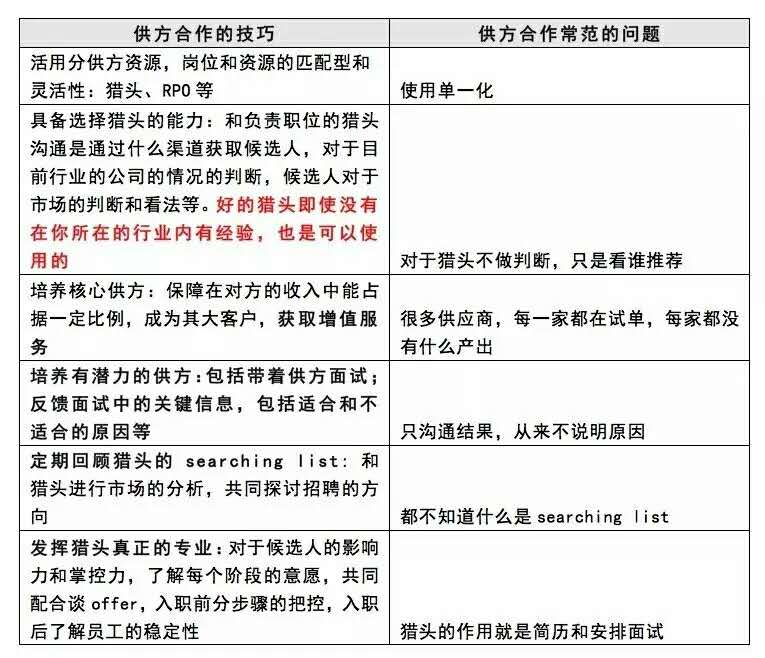 供方合作的技巧
供方合作常范的问题
活用分供方资源，岗位和资源的匹配型和
灵活性：猎头、RPO等
使用单一化
具备选择猎头的能力：和负责职位的猎头
沟通是通过什么渠道获取候选人，对于目
前行业的公司的情况的判断，候选人对于
市场的判断和看法等。好的猎头即使没有
在你所在的行业内有经验，也是可以使
用的
对于猎头不做判断，只是看谁推荐
培养核心供方：保障在对方的收入中能占
据一定比例，成为其大客户，获取增值服
务
很多供应商，每一家都在试单，每家都没
有什么产出
培养有潜力的供方：包括带着供方面试；
反馈面试中的关键信息，包括适合和不
适合的原因等
只沟通结果，从来不说明原因
定期回顾猎头的 searching list：和
猎头进行市场的分析，共同探讨招聘的方
向
都不知道什么是 searching list
发挥猎头真正的专业：对于候选人的影响
力和掌控力，了解每个阶段的意愿，共同
配合谈 offer，入职前分步骤的把控，入职
后了解员工的稳定性
猎头的作用就是简历和安排面试